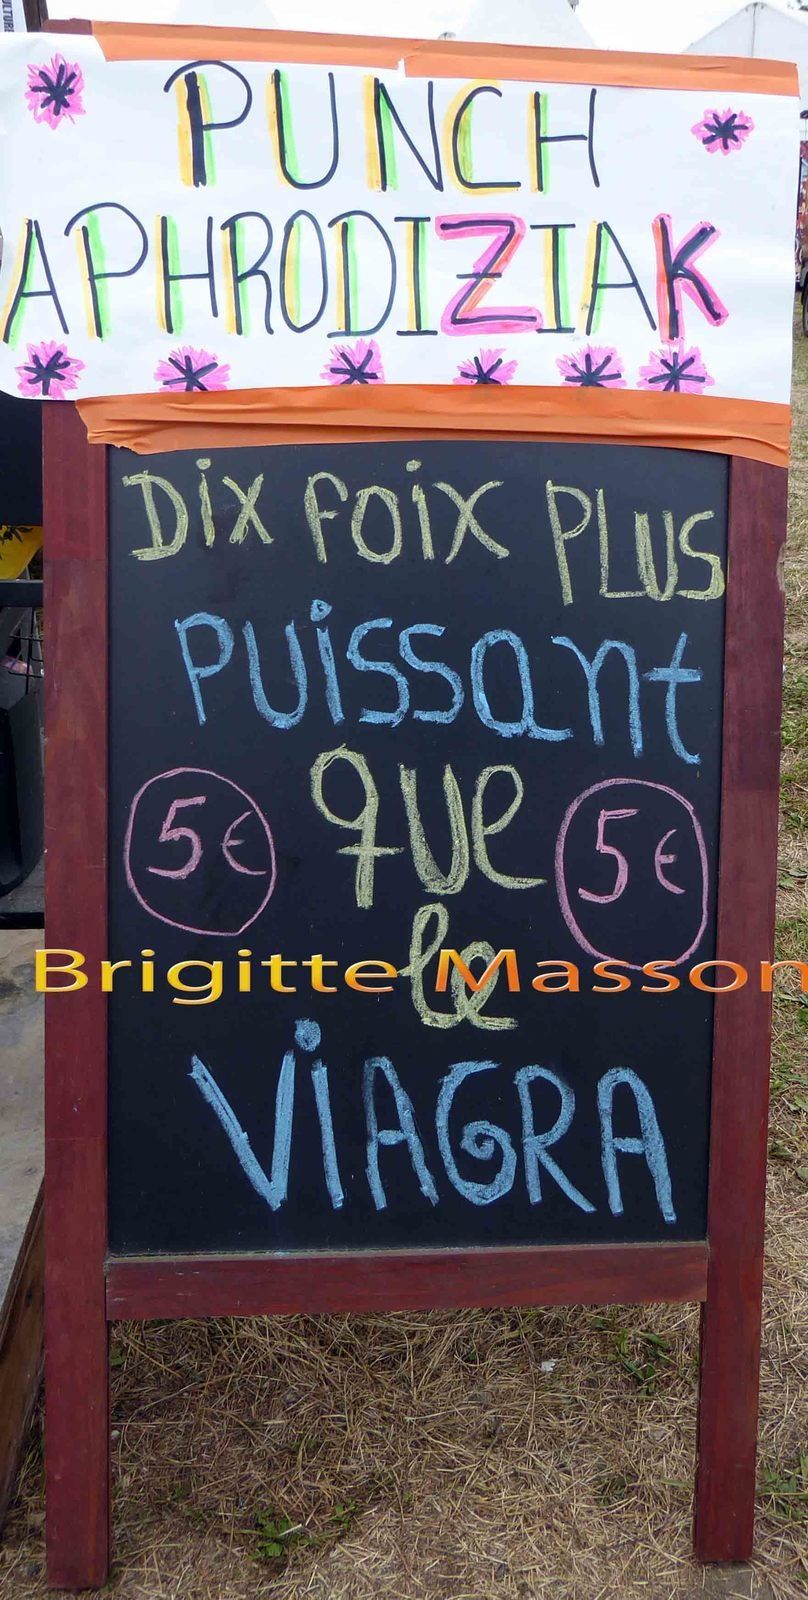 PUNCH
APHRODIZIAK
DiX FOiX PLUS
PUiSSant
que
5€ 5€
le
Brigitte Masson
ViAGRA